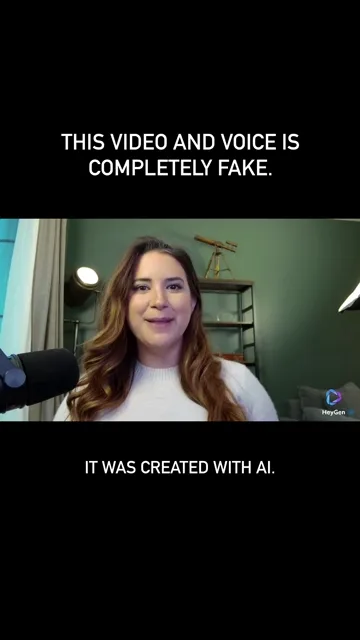 THIS VIDEO AND VOICE IS
COMPLETELY FAKE.
HeyGen
IT WAS CREATED WITH AI.